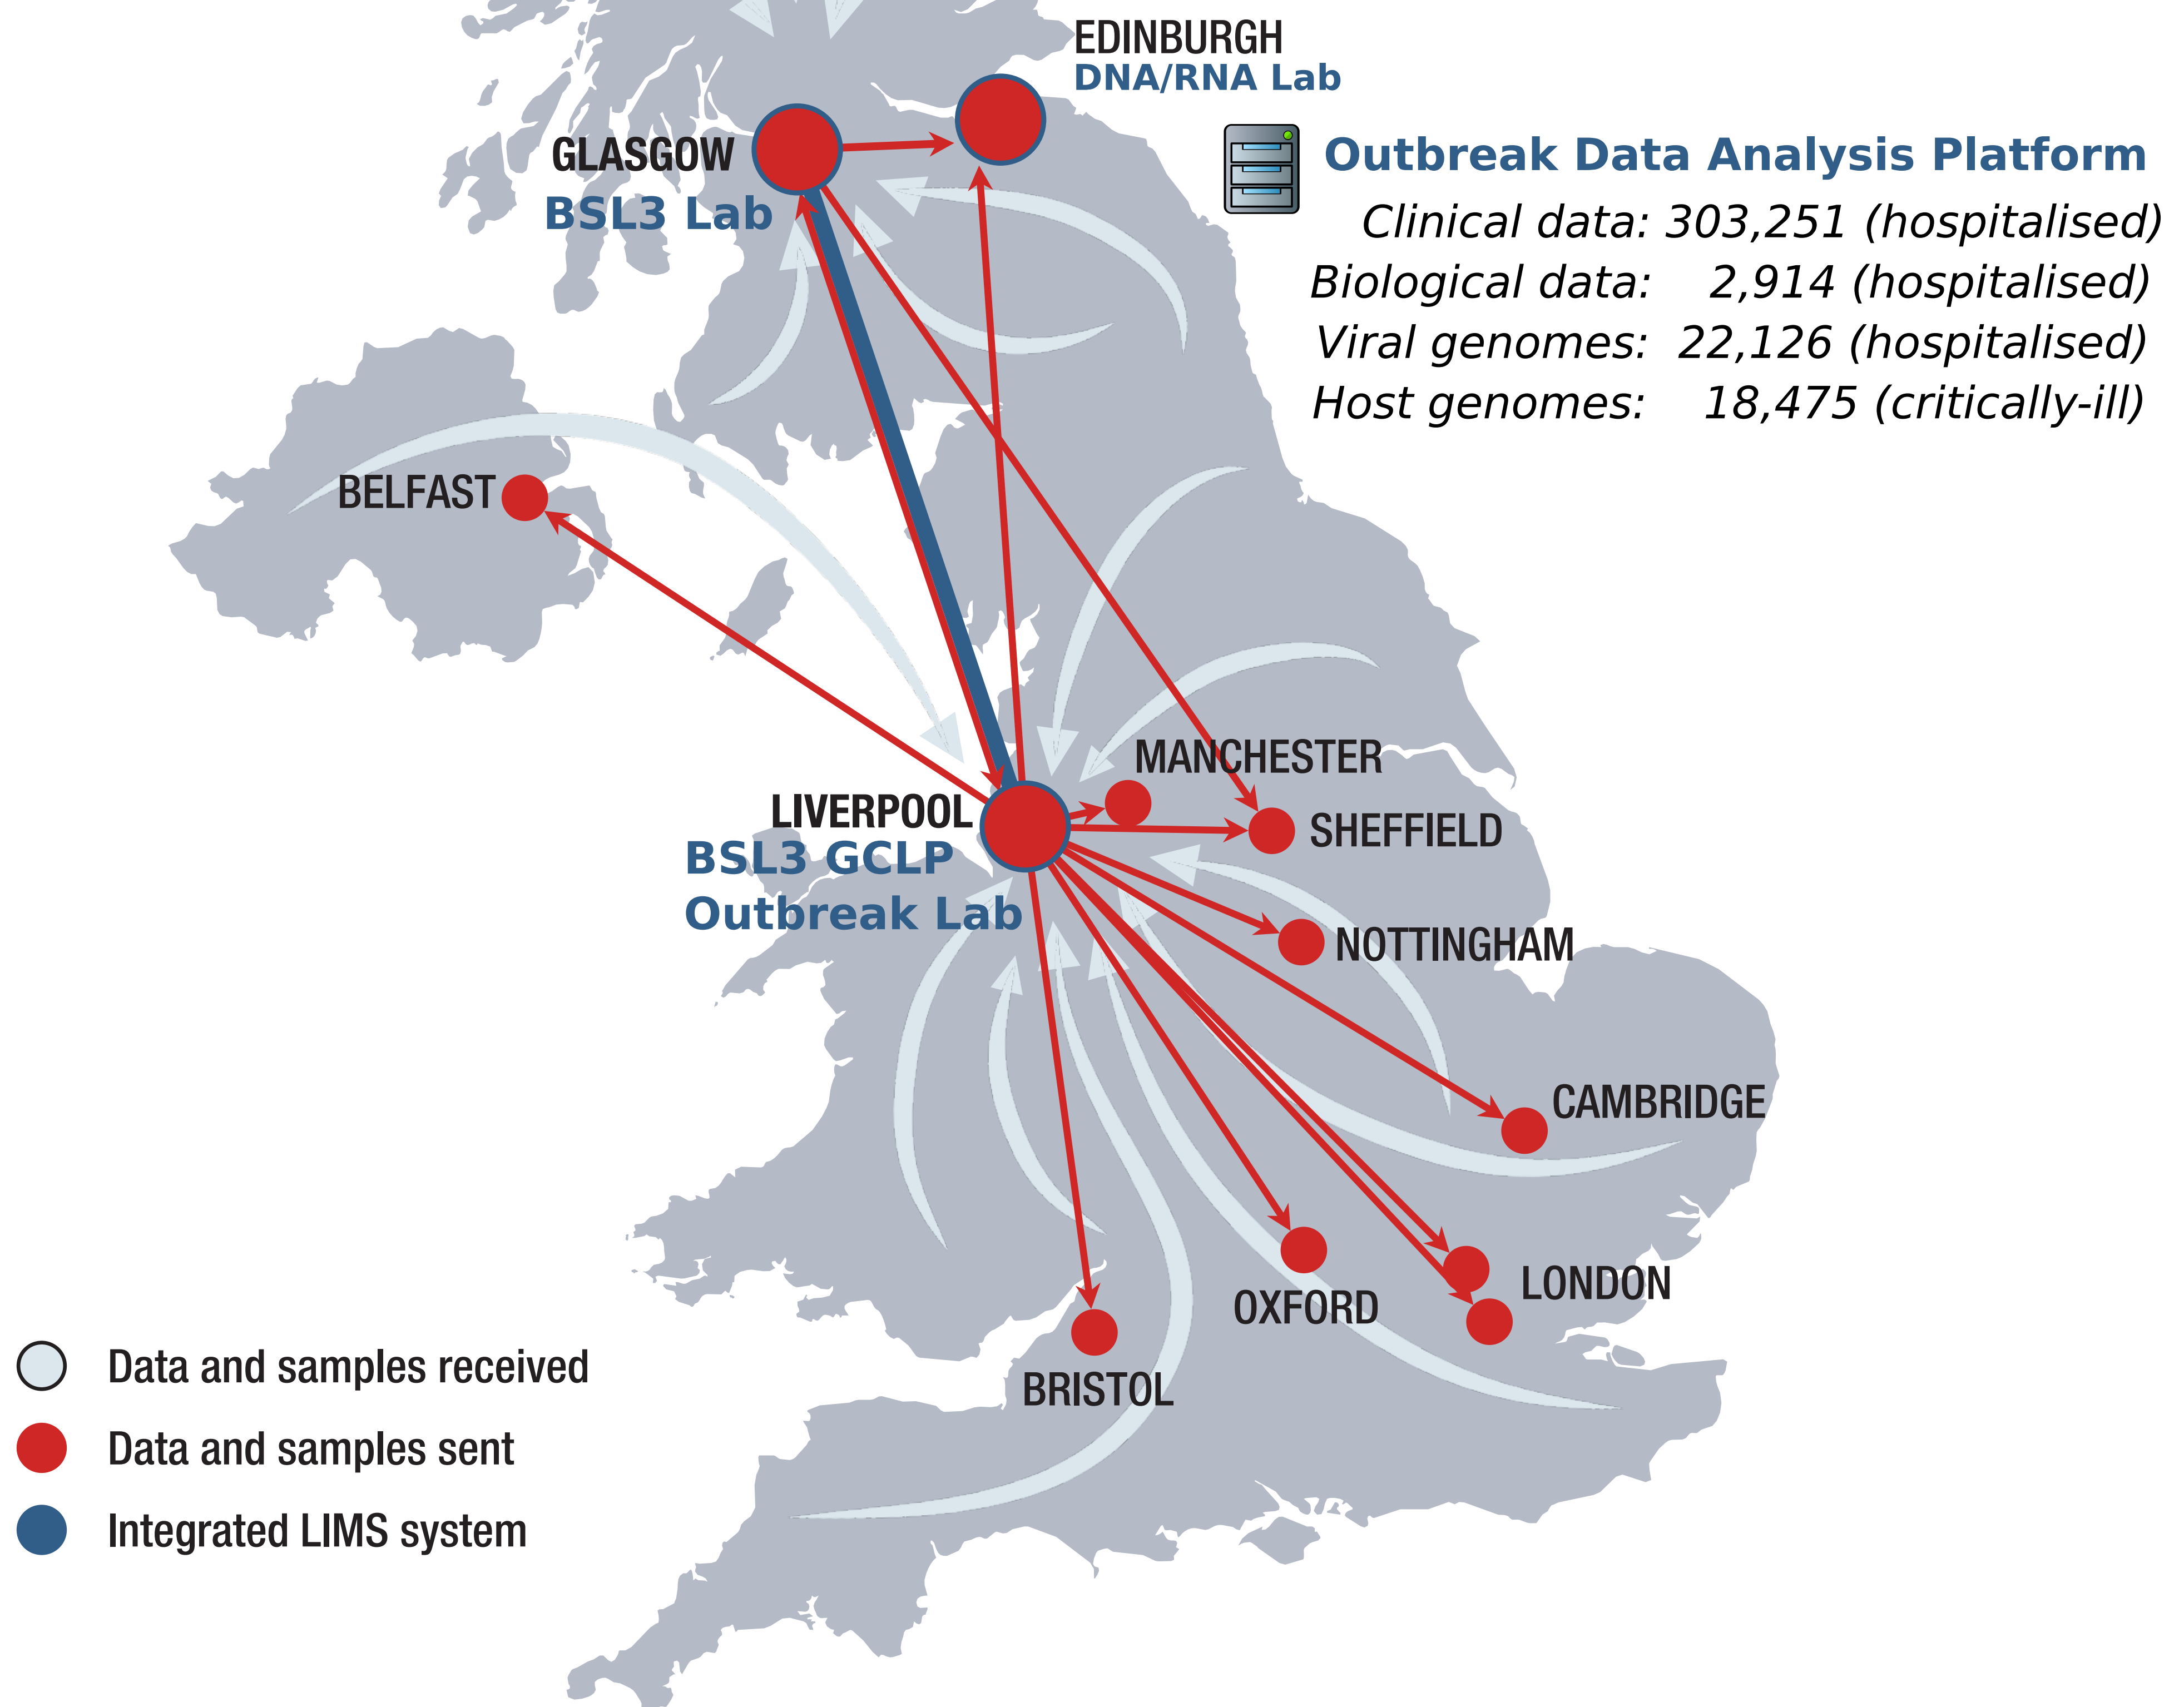 EDINBURGH
DNA/RNA Lab
GLASGOW
BSL3 Lab
Outbreak Data Analysis Platform
Clinical data: 303,251 (hospitalised)
Biological data: 2,914 (hospitalised)
Viral genomes: 22,126 (hospitalised)
Host genomes: 18,475 (critically-ill)
BELFAST
MANCHESTER
LIVERPOOL
BSL3 GCLP
Outbreak Lab
SHEFFIELD
NOTTINGHAM
CAMBRIDGE
LONDON
OXFORD
BRISTOL
Data and samples received
Data and samples sent
Integrated LIMS system